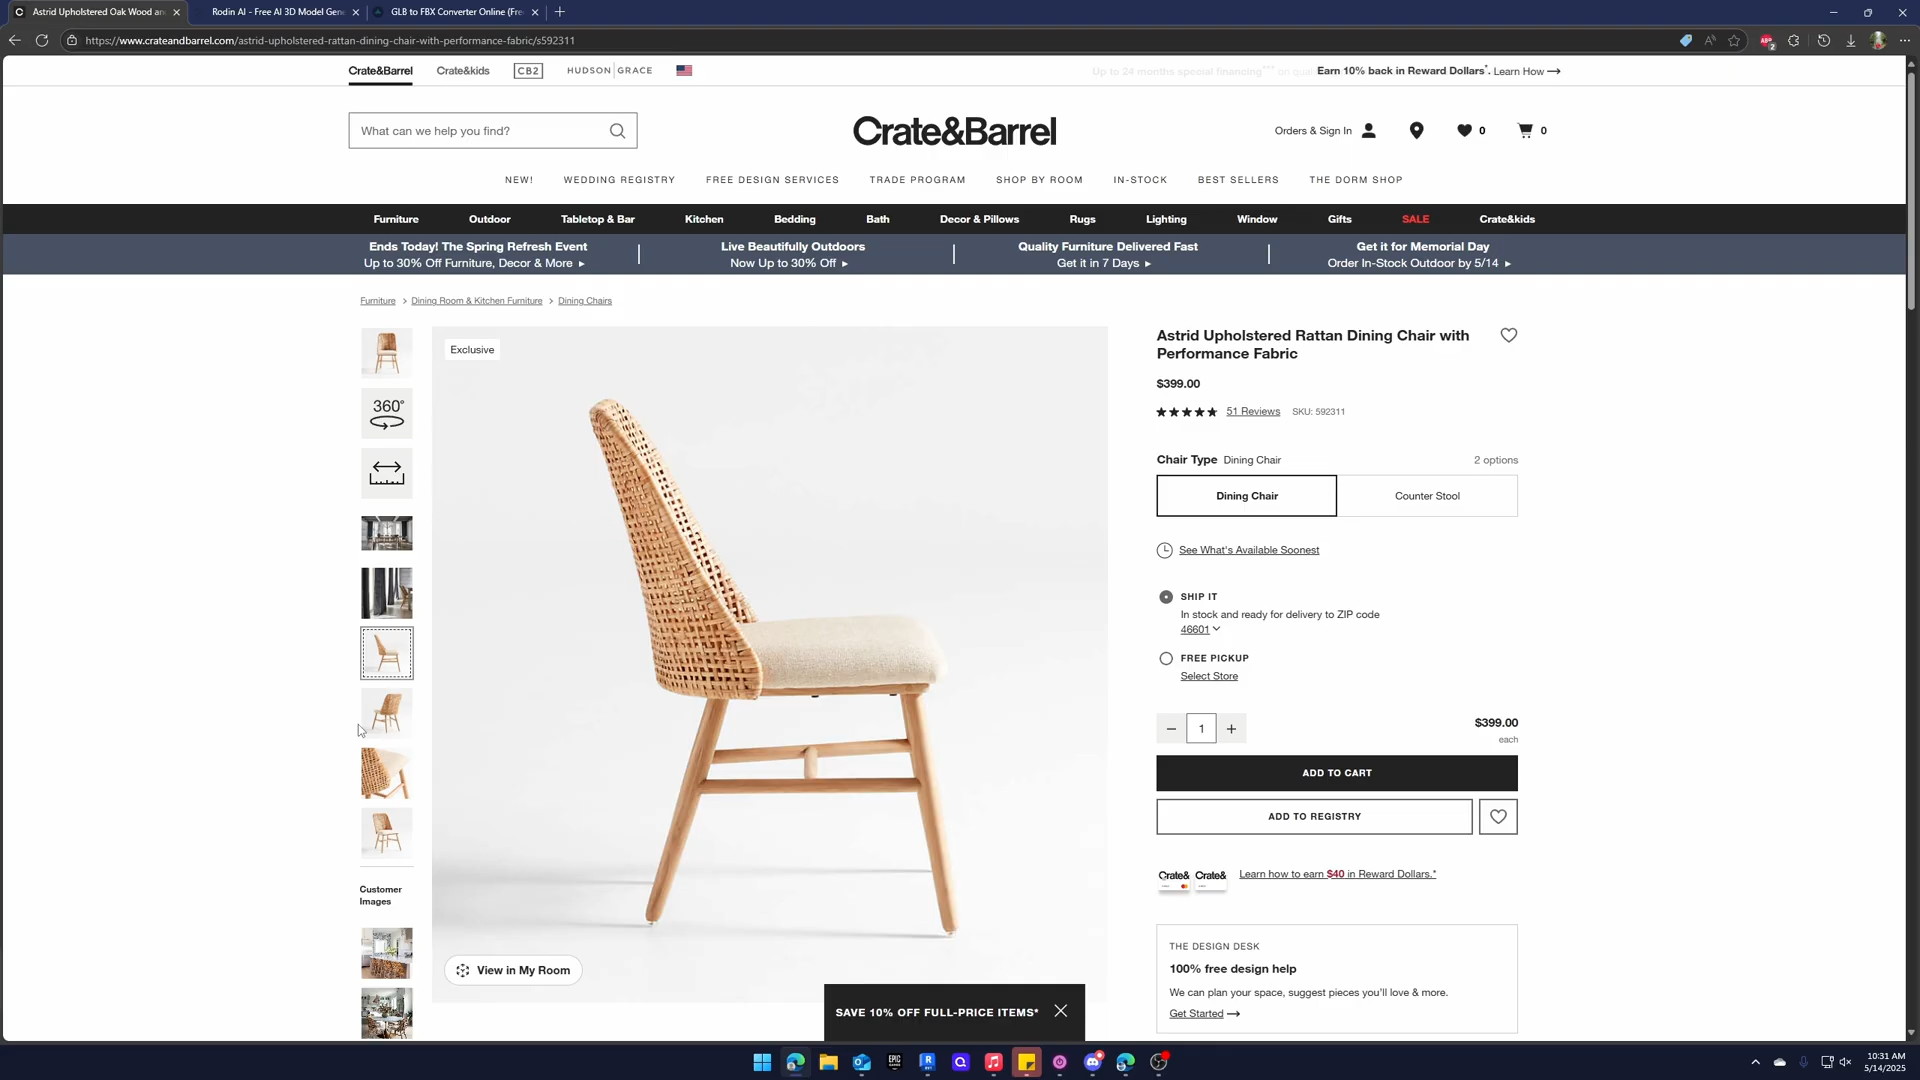 Astrid Upholstered Oak Wood an
Rodin AI - Free AI 3D Model Gene
GLB to FBX Converter Online (Fre
https://www.crateandbarrel.com/astrid-upholstered-rattan-dining-chair-with-performance-fabric/s592311
Crate&Barrel
Crate&kids
CB2
HUDSON GRACE
Up to 24 months special financing*** on qual
Earn 10% back in Reward Dollars*. Learn How
What can we help you find?
Crate&Barrel
Orders & Sign In
0
0
NEW!
WEDDING REGISTRY
FREE DESIGN SERVICES
TRADE PROGRAM
SHOP BY ROOM
IN-STOCK
BEST SELLERS
THE DORM SHOP
Furniture
Outdoor
Tabletop & Bar
Kitchen
Bedding
Bath
Decor & Pillows
Rugs
Lighting
Window
Gifts
SALE
Crate&kids
Ends Today! The Spring Refresh Event
Up to 30% Off Furniture, Decor & More ▸
Live Beautifully Outdoors
Now Up to 30% Off ▸
Quality Furniture Delivered Fast
Get it in 7 Days ▸
Get it for Memorial Day
Order In-Stock Outdoor by 5/14 ▸
Furniture > Dining Room & Kitchen Furniture > Dining Chairs
360°
Customer
Images
Exclusive
View in My Room
Astrid Upholstered Rattan Dining Chair with
Performance Fabric
$399.00
51 Reviews
SKU: 592311
Chair Type Dining Chair
2 options
Dining Chair
Counter Stool
See What's Available Soonest
SHIP IT
In stock and ready for delivery to ZIP code
46601
FREE PICKUP
Select Store
1
$399.00
each
ADD TO CART
ADD TO REGISTRY
Crate&
Crate&
Learn how to earn $40 in Reward Dollars.*
THE DESIGN DESK
100% free design help
We can plan your space, suggest pieces you'll love & more.
Get Started
SAVE 10% OFF FULL-PRICE ITEMS*
10:31 AM
5/14/2025